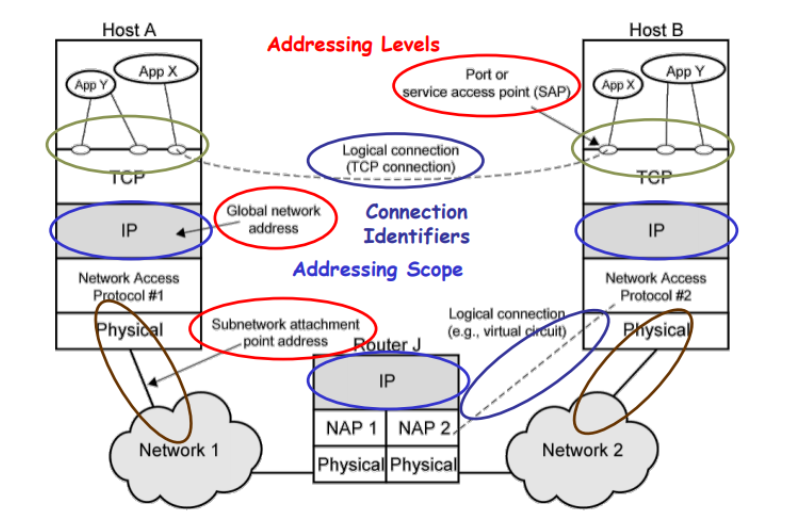 Host A
Addressing Levels
Host B
App Y
App X
Port or
service access point (SAP)
App X
App Y
Logical connection
(TCP connection)
TCP
TCP
IP
Global network
address
Connection
Identifiers
IP
Addressing Scope
Network Access
Protocol #1
Network Access
Protocol #2
Physical
Subnetwork attachment
point address
Logical connection
(e.g., virtual circuit)
Physical
Router J
IP
NAP 1
NAP 2
Network 1
Network 2
Physical
Physical